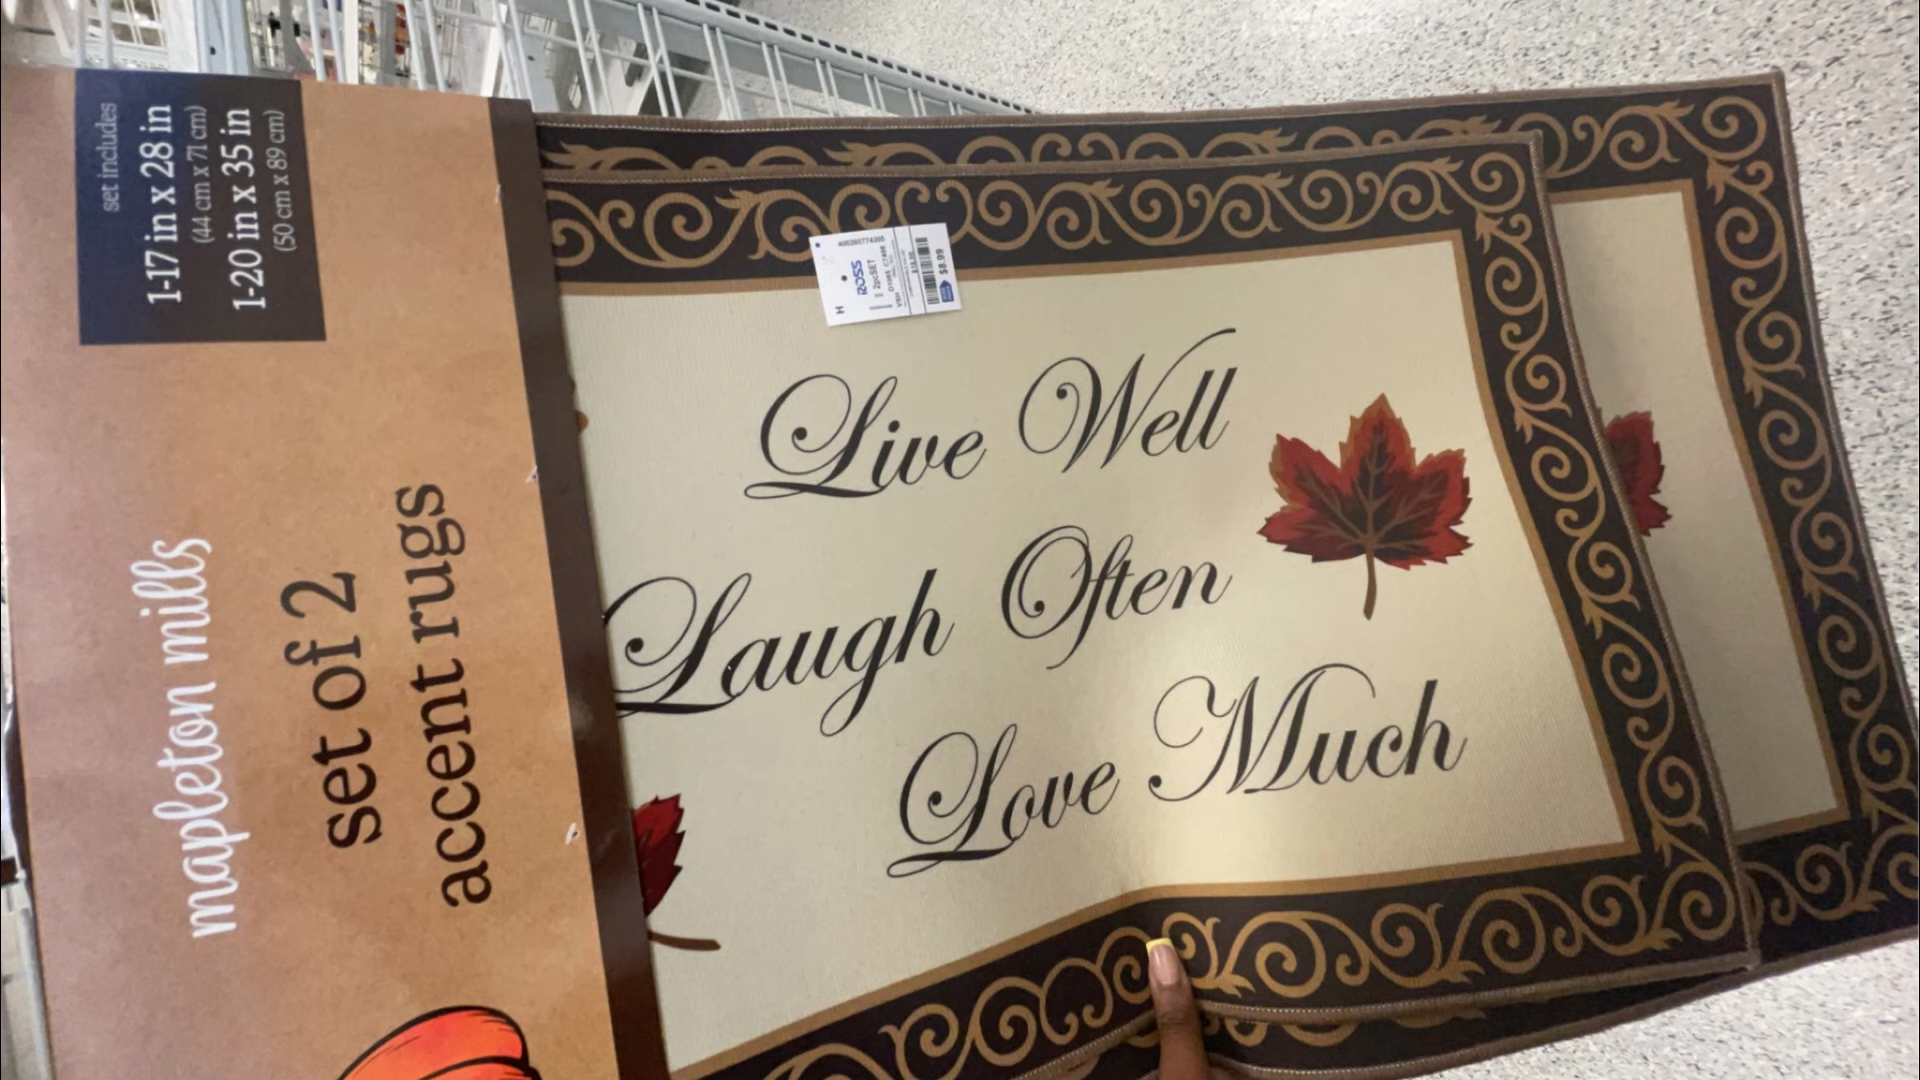 set includes
1-17 in x 28 in
(44 cm x 71 cm)
1-20 in x 35 in
(50 cm x 89 cm)
mapleton mills
set of 2
accent rugs
ROSS
2pcSET
$8.99
H
Live Well
Laugh Often
Love Much